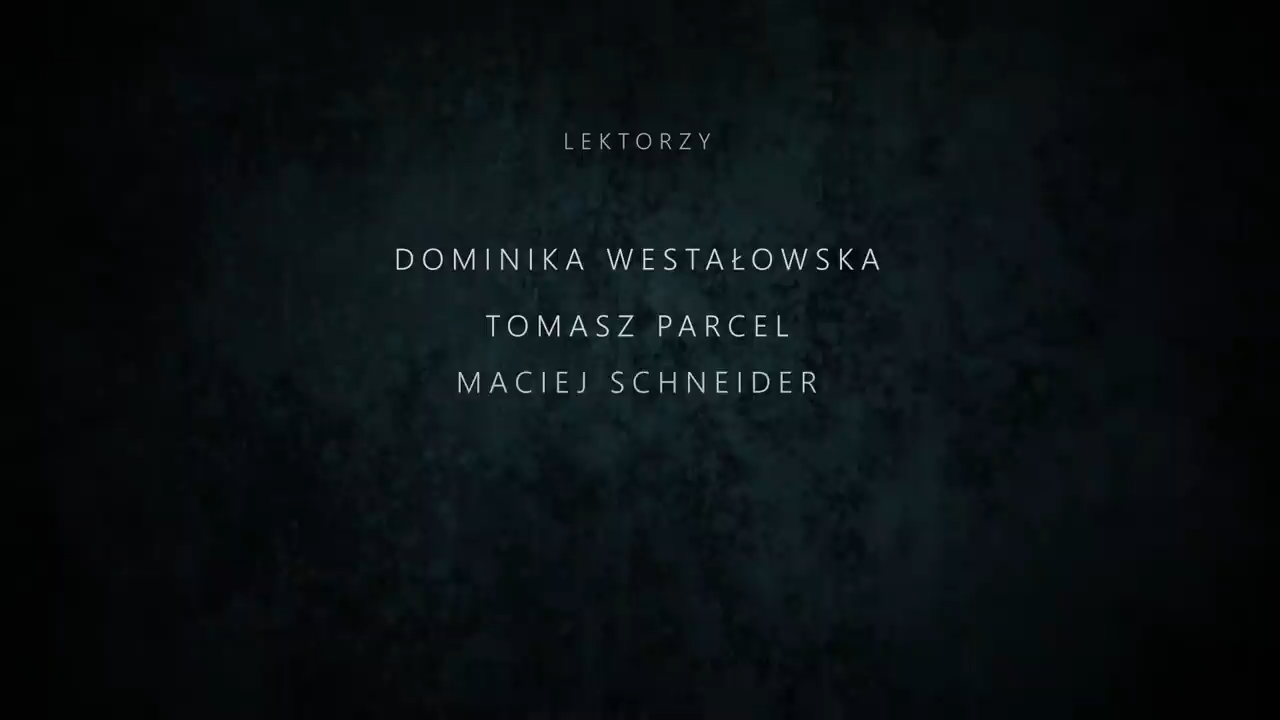 LEKTORZY
DOMINIKA WESTAŁOWSKA
TOMASZ PARCEL
MACIEJ SCHNEIDER